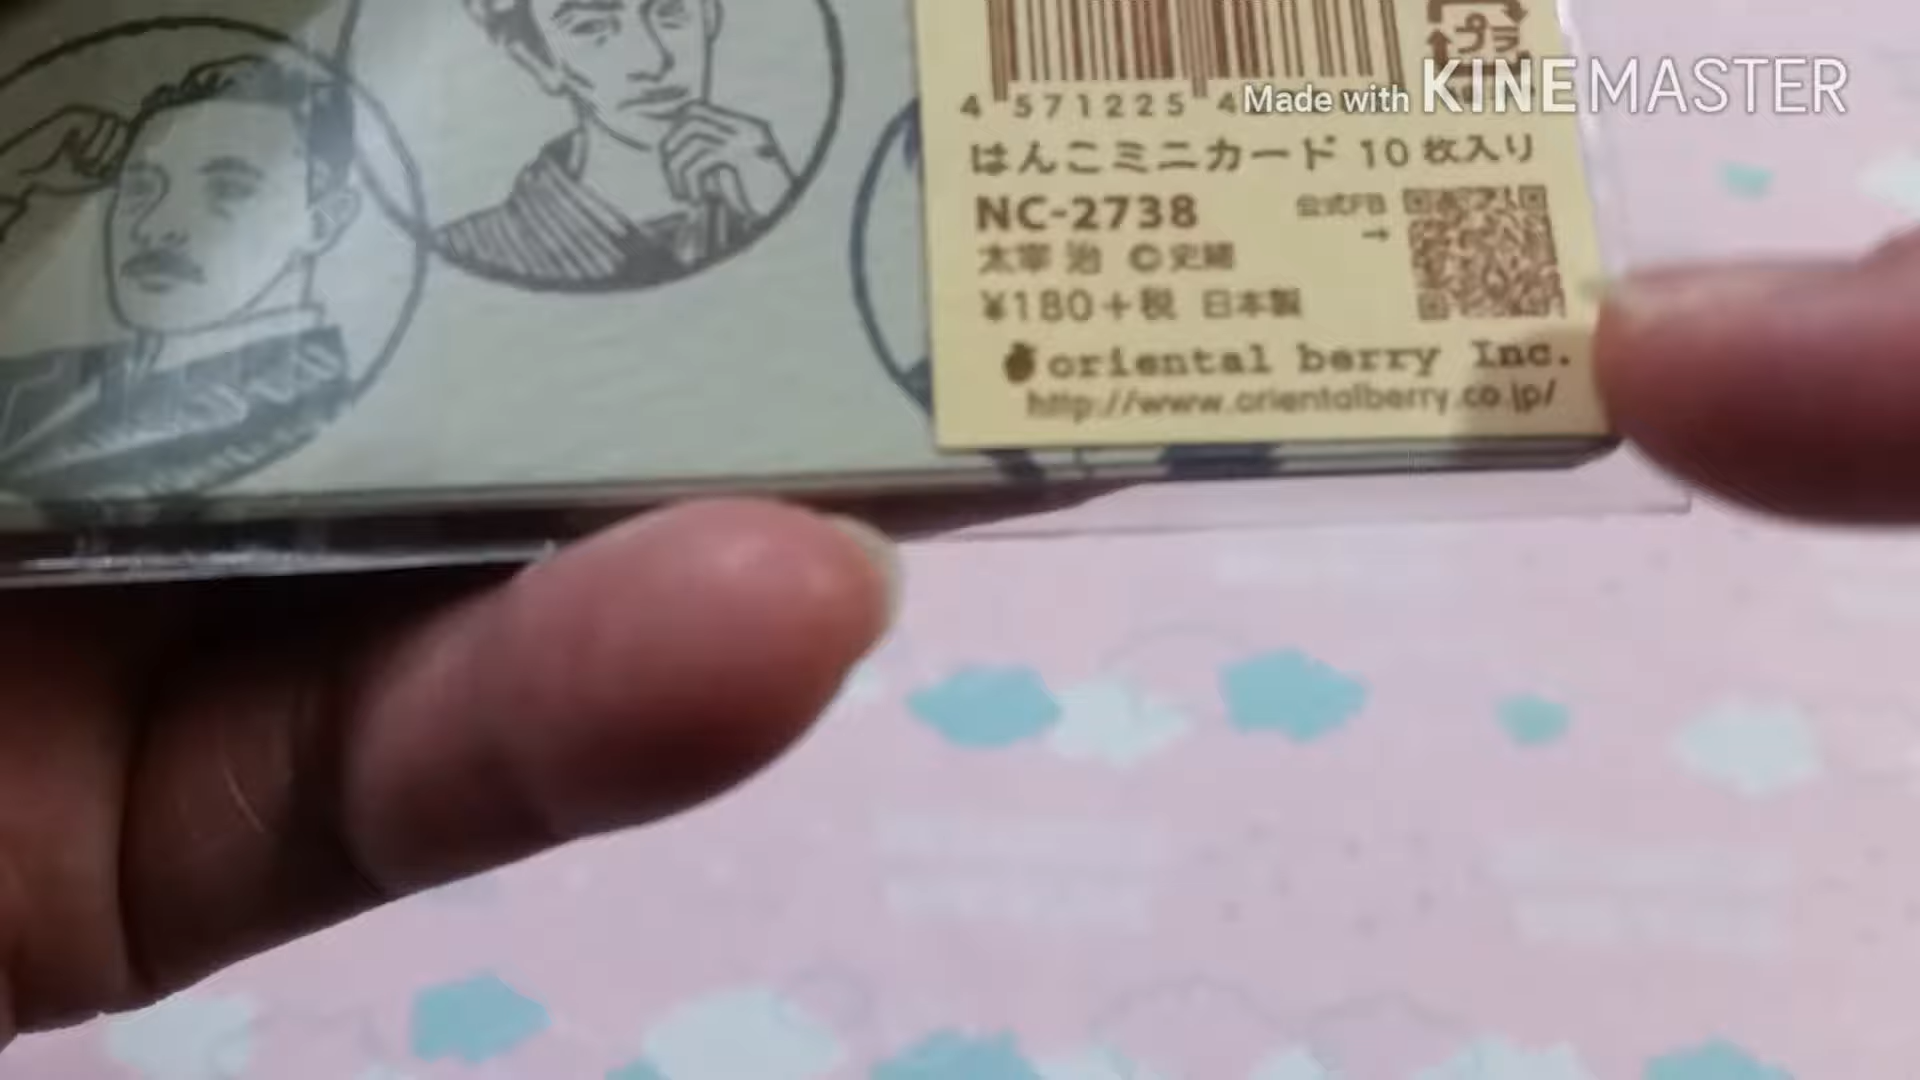 プラ
Made with KINEMASTER
4 571225 4
はんこミニカード 10枚入り
NC-2738
公式FB
→
太宰 治 ©史緒
¥180+税 日本製
oriental berry Inc.
http://www.orientalberry.co.jp/